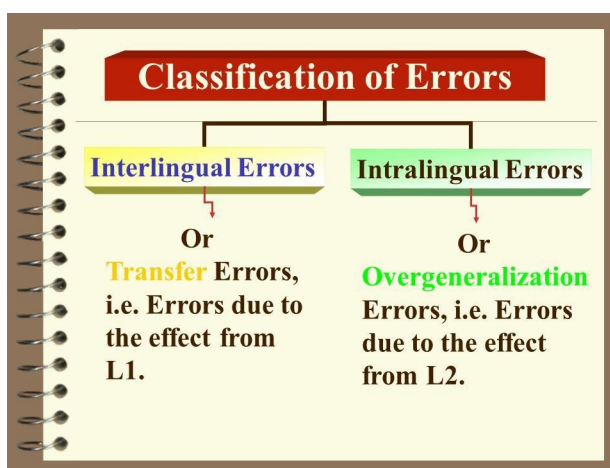 Classification of Errors
Interlingual Errors
Or
Transfer Errors,
i.e. Errors due to
the effect from
L1.
Intralingual Errors
Or
Overgeneralization
Errors, i.e. Errors
due to the effect
from L2.